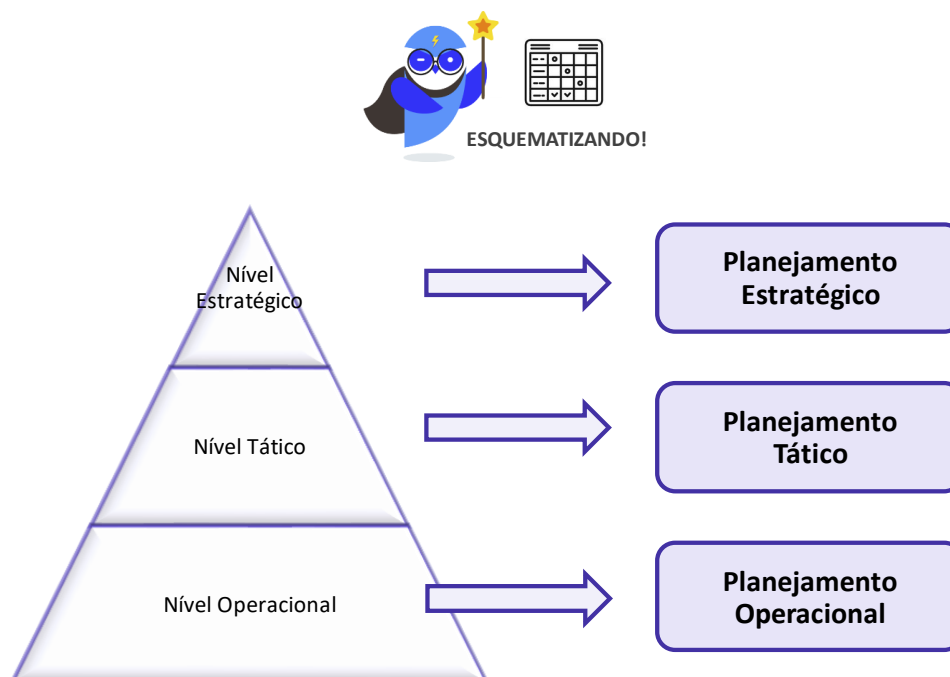 ESQUEMATIZANDO!
Nível
Estratégico
Planejamento
Estratégico
Nível Tático
Planejamento
Tático
Nível Operacional
Planejamento
Operacional